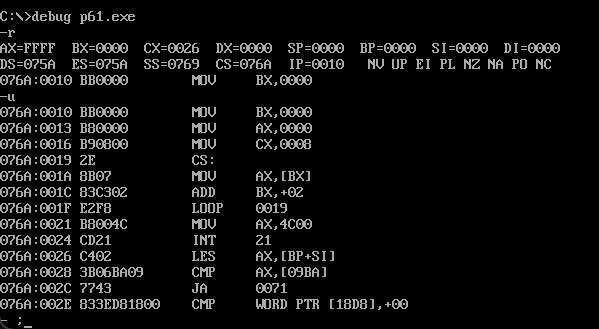 C:\>debug p61.exe
-r
AX=FFFF  BX=0000  CX=0026  DX=0000  SP=0000  BP=0000  SI=0000  DI=0000
DS=075A  ES=075A  SS=0769  CS=076A  IP=0010   NV UP EI PL NZ NA PO NC
076A:0010 BB0000        MOV     BX,0000
-u
076A:0010 BB0000        MOV     BX,0000
076A:0013 B80000        MOV     AX,0000
076A:0016 B90800        MOV     CX,0008
076A:0019 2E            CS:
076A:001A 8B07          MOV     AX,[BX]
076A:001C 83C302        ADD     BX,+02
076A:001F E2F8          LOOP    0019
076A:0021 B8004C        MOV     AX,4C00
076A:0024 CD21          INT     21
076A:0026 C402          LES     AX,[BP+SI]
076A:0028 3B06BA09      CMP     AX,[09BA]
076A:002C 7743          JA      0071
076A:002E 833ED81800    CMP     WORD PTR [18D8],+00
- ;_